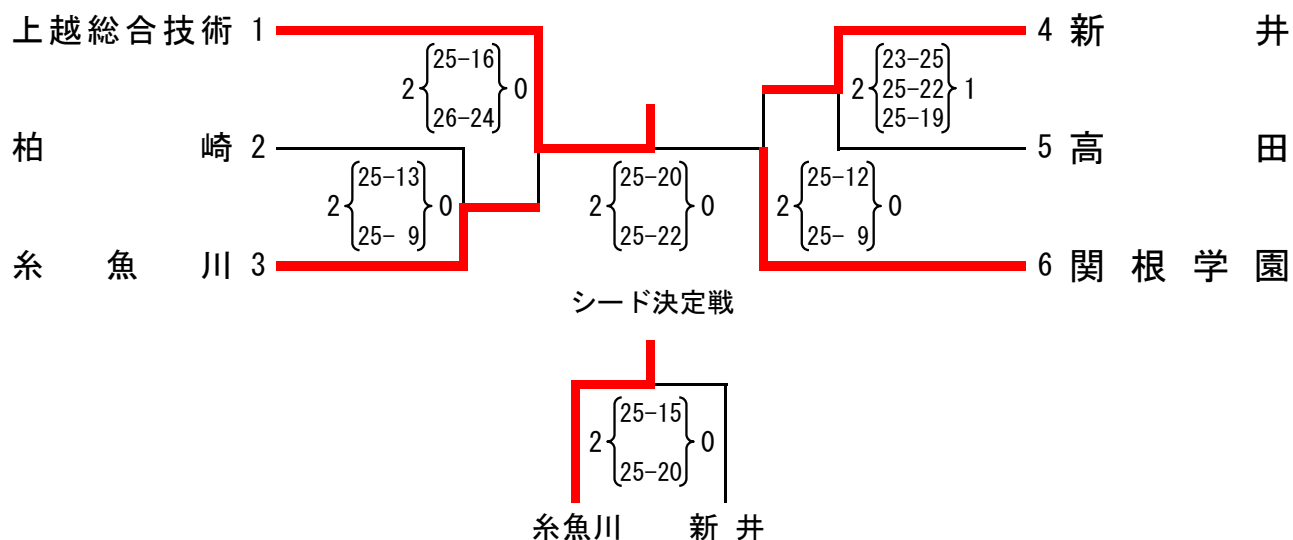 上越総合技術 1
4 新井
2 25-16 0
26-24
2 23-25 1
25-22
25-19
柏崎 2
5 高田
2 25-13 0
25- 9
2 25-20 0
25-22
2 25-12 0
25- 9
糸魚川 3
6 関根学園
シード決定戦
2 25-15 0
25-20
糸魚川 新井